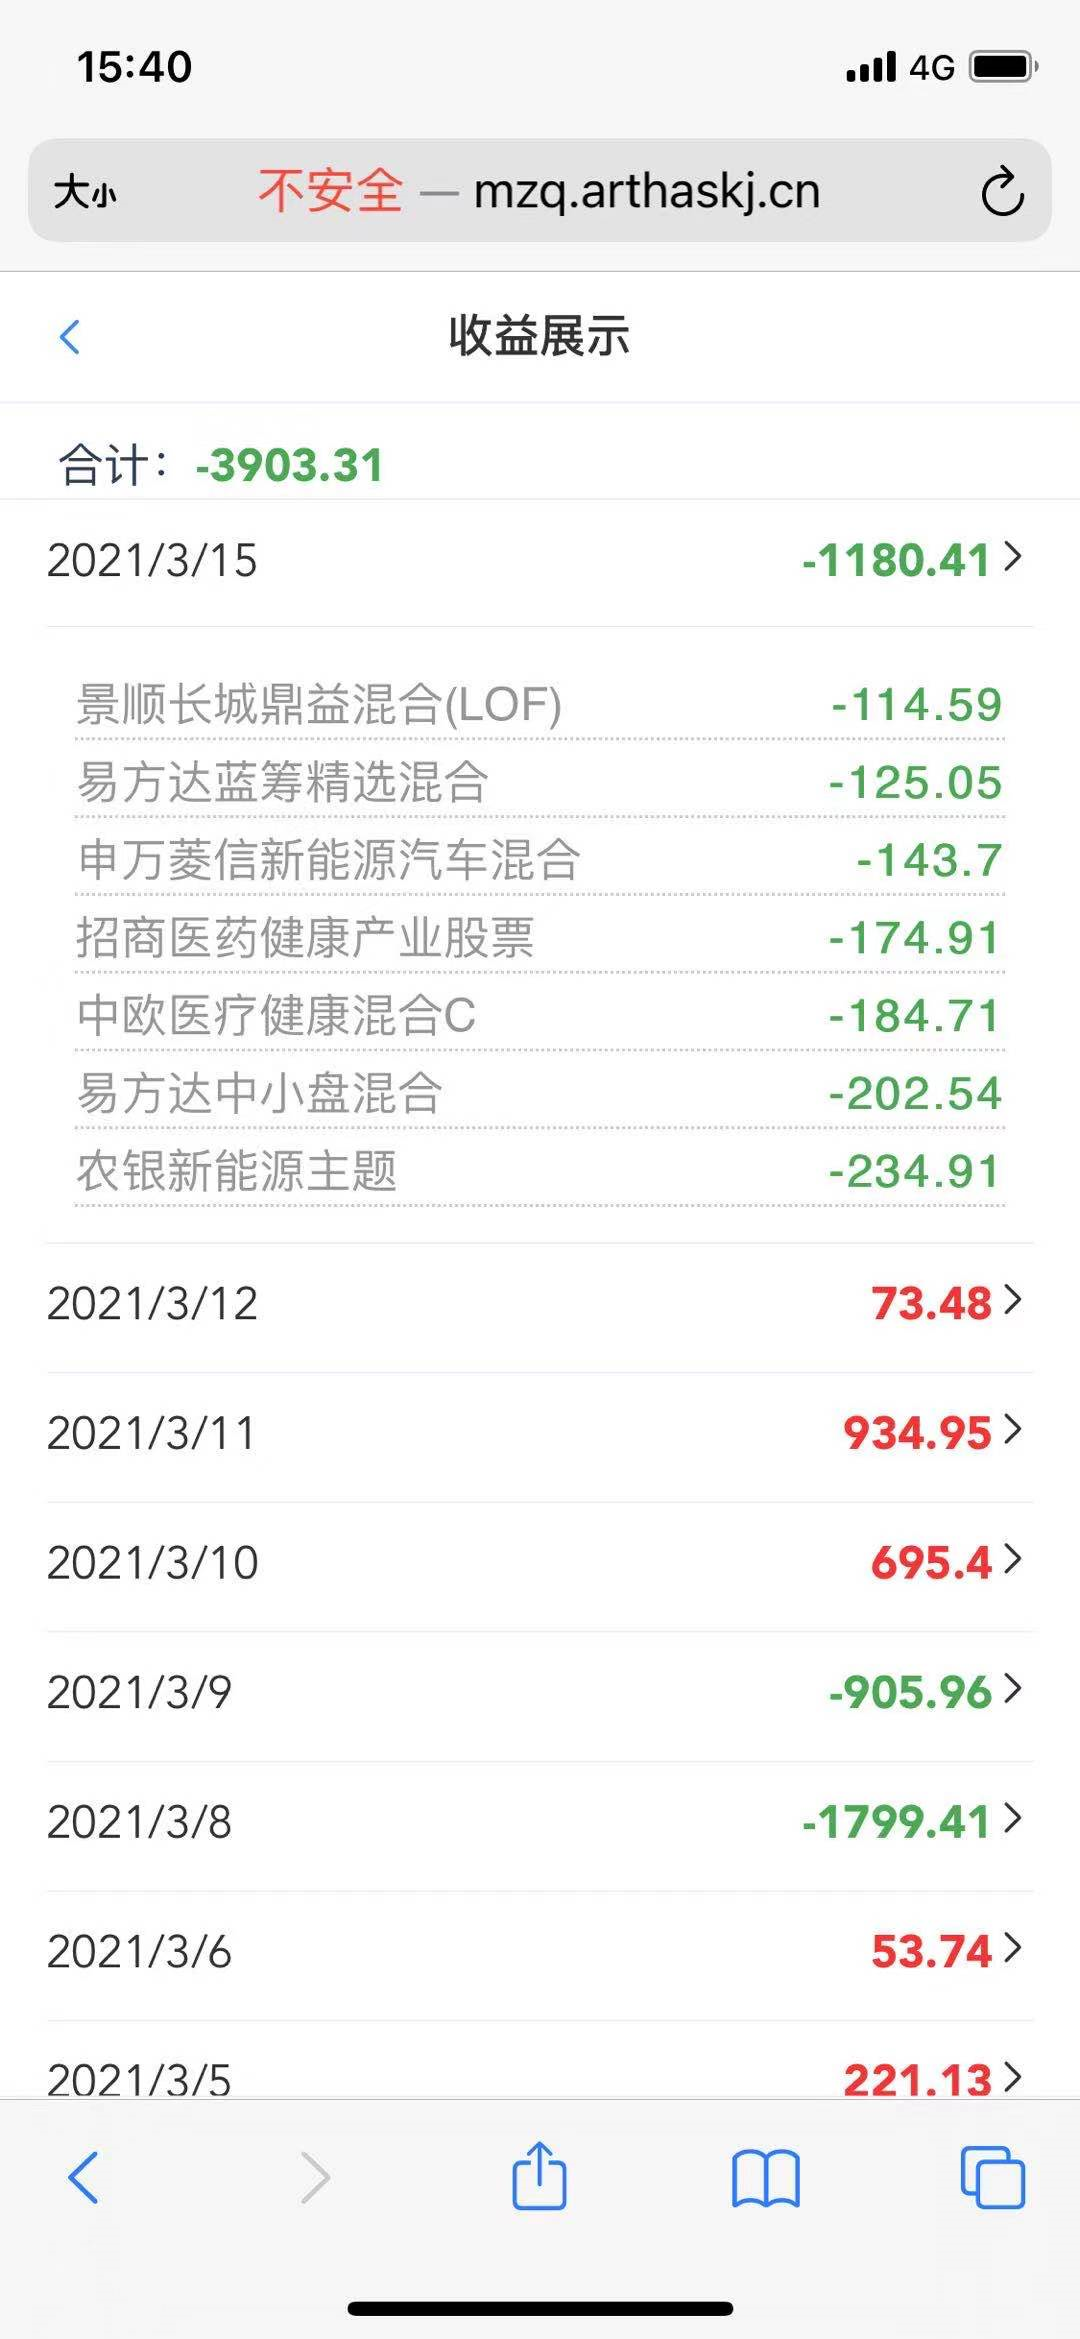 15:40
4G
大小 不安全 — mzq.arthaskj.cn
收益展示
合计: -3903.31
2021/3/15 -1180.41
景顺长城鼎益混合(LOF) -114.59
易方达蓝筹精选混合 -125.05
申万菱信新能源汽车混合 -143.7
招商医药健康产业股票 -174.91
中欧医疗健康混合C -184.71
易方达中小盘混合 -202.54
农银新能源主题 -234.91
2021/3/12 73.48
2021/3/11 934.95
2021/3/10 695.4
2021/3/9 -905.96
2021/3/8 -1799.41
2021/3/6 53.74
2021/3/5 221.13